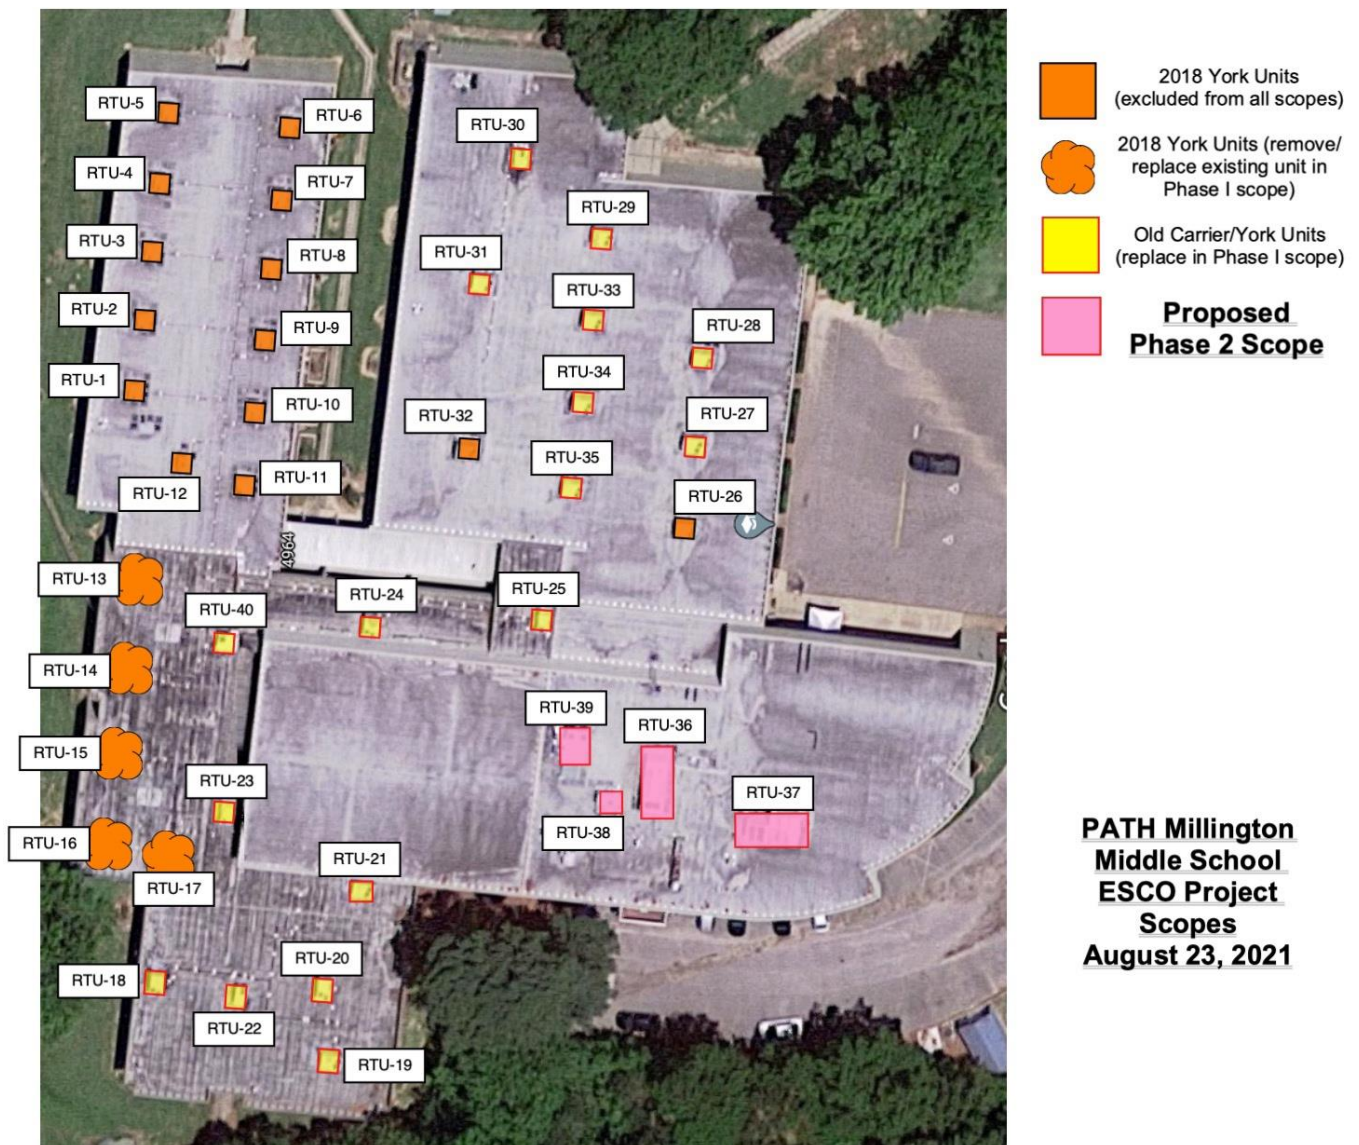 RTU-5
RTU-6
RTU-30
RTU-4
RTU-7
RTU-29
RTU-3
RTU-8
RTU-31
RTU-33
RTU-2
RTU-9
RTU-28
RTU-1
RTU-10
RTU-34
RTU-32
RTU-27
RTU-12
RTU-11
RTU-35
RTU-26
4964
RTU-13
RTU-40
RTU-24
RTU-25
RTU-14
RTU-39
RTU-36
RTU-15
RTU-23
RTU-37
RTU-38
RTU-16
RTU-17
RTU-21
RTU-18
RTU-20
RTU-22
RTU-19
2018 York Units
(excluded from all scopes)
2018 York Units (remove/
replace existing unit in
Phase I scope)
Old Carrier/York Units
(replace in Phase I scope)
Proposed
Phase 2 Scope
PATH Millington
Middle School
ESCO Project
Scopes
August 23, 2021